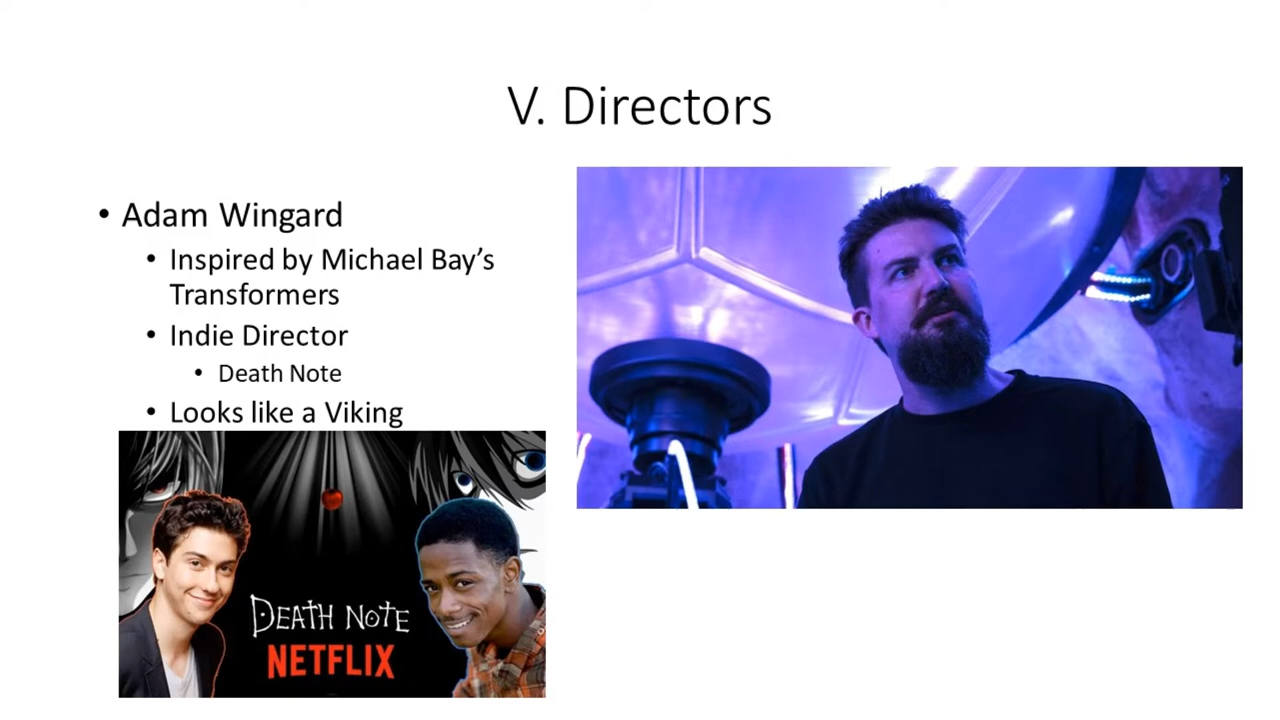 V. Directors
• Adam Wingard
• Inspired by Michael Bay’s
Transformers
• Indie Director
• Death Note
• Looks like a Viking
DEATH NOTE
NETFLIX